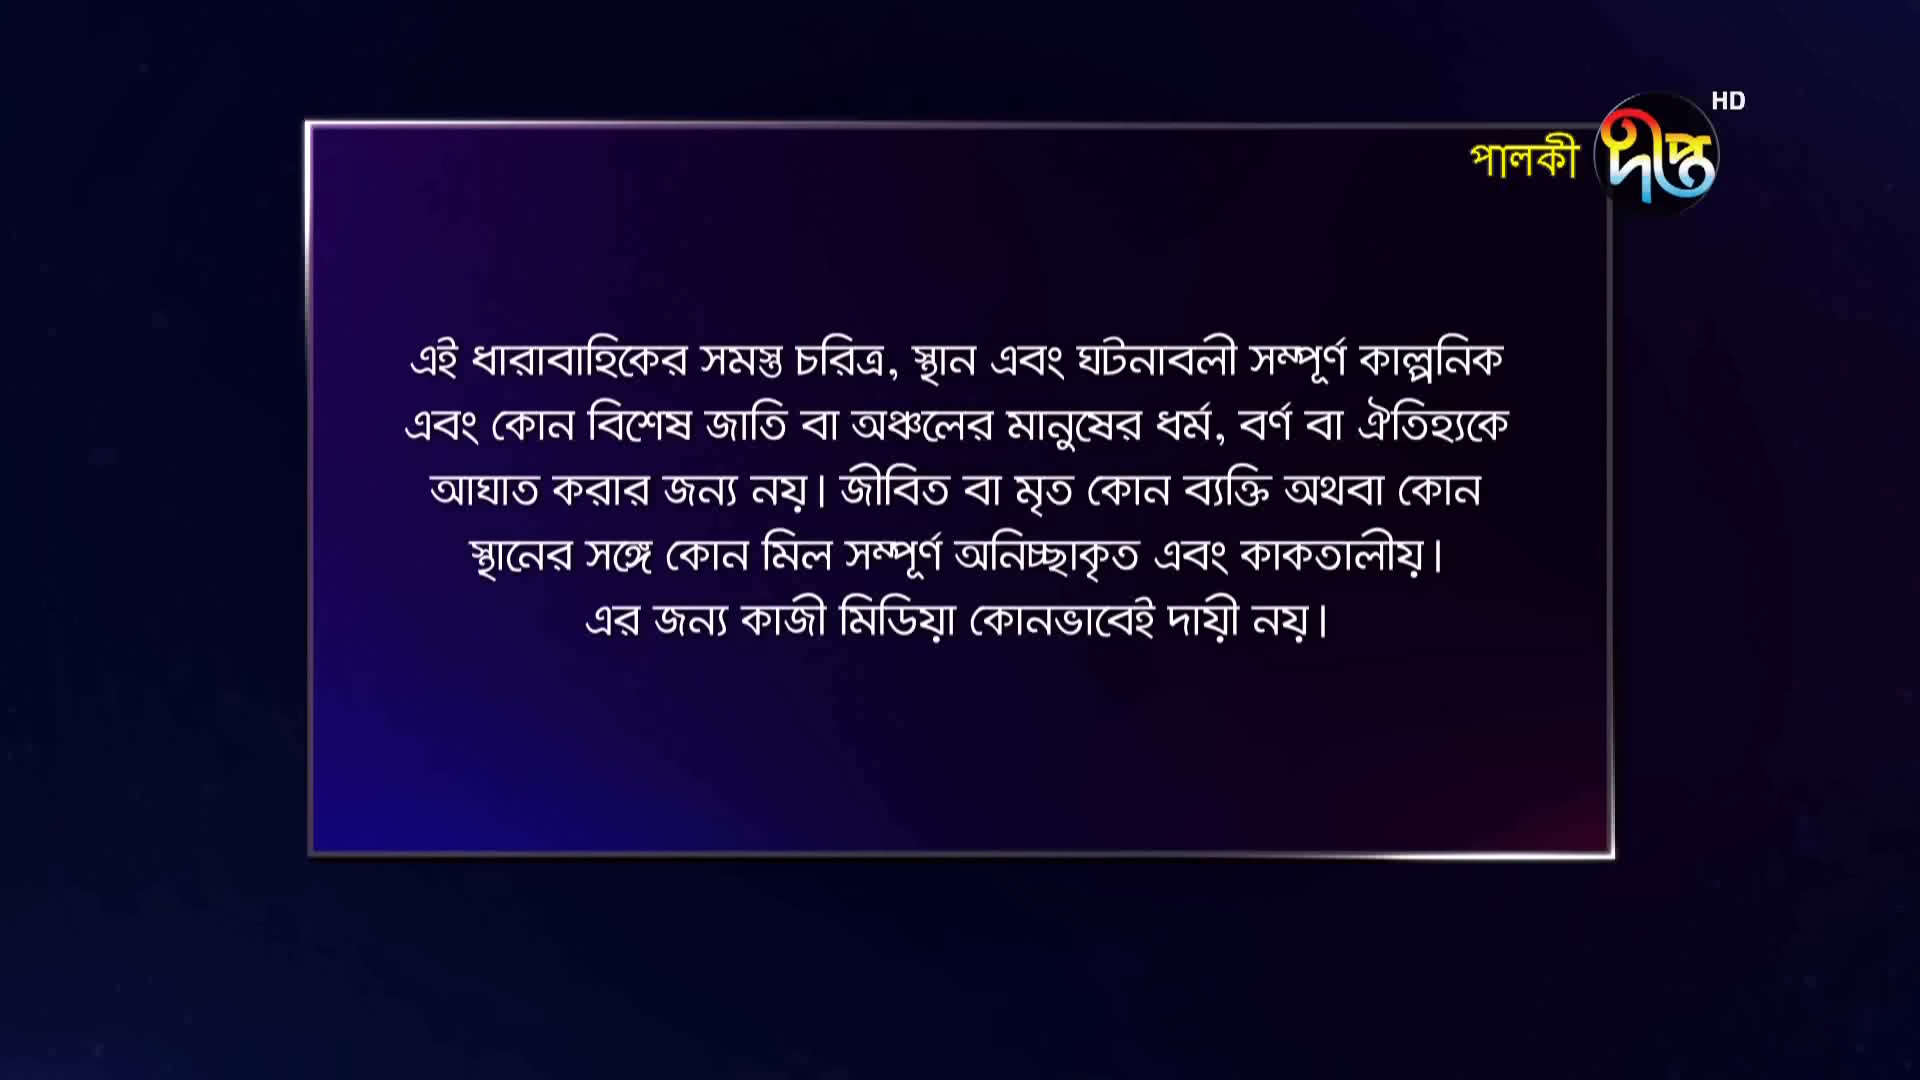 HD
পালকী দীপ্ত
এই ধারাবাহিকের সমস্ত চরিত্র, স্থান এবং ঘটনাবলী সম্পূর্ণ কাল্পনিক
এবং কোন বিশেষ জাতি বা অঞ্চলের মানুষের ধর্ম, বর্ণ বা ঐতিহ্যকে
আঘাত করার জন্য নয়। জীবিত বা মৃত কোন ব্যক্তি অথবা কোন
স্থানের সঙ্গে কোন মিল সম্পূর্ণ অনিচ্ছাকৃত এবং কাকতালীয়।
এর জন্য কাজী মিডিয়া কোনভাবেই দায়ী নয়।